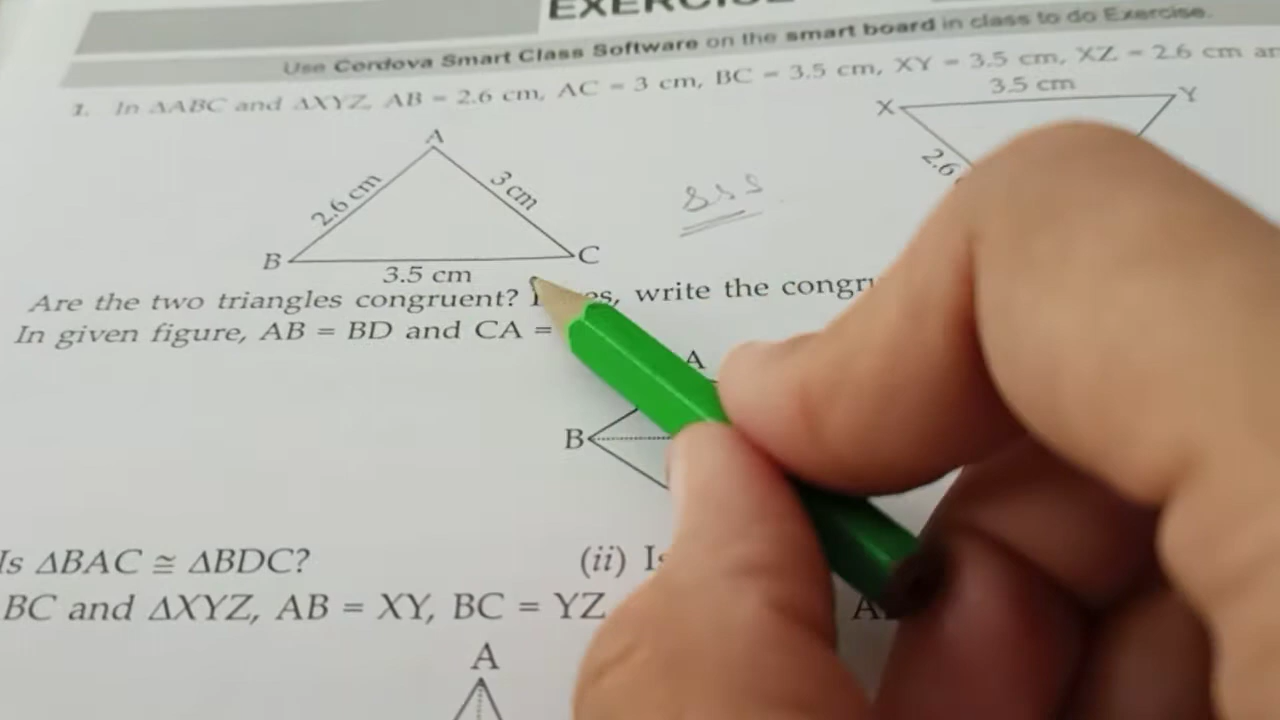 EXERCISE
Use Cordova Smart Class Software on the smart board in class to do Exercise.
1. In ΔABC and ΔXYZ, AB = 2.6 cm, AC = 3 cm, BC = 3.5 cm, XY = 3.5 cm, XZ = 2.6 cm
A
2.6 cm
3 cm
B
C
3.5 cm
SSS
X
3.5 cm
Y
2.6
Are the two triangles congruent? write the
In given figure, AB = BD and CA =
A
B
Is ΔBAC ≅ ΔBDC?
(ii)
BC and ΔXYZ, AB = XY, BC = YZ
A